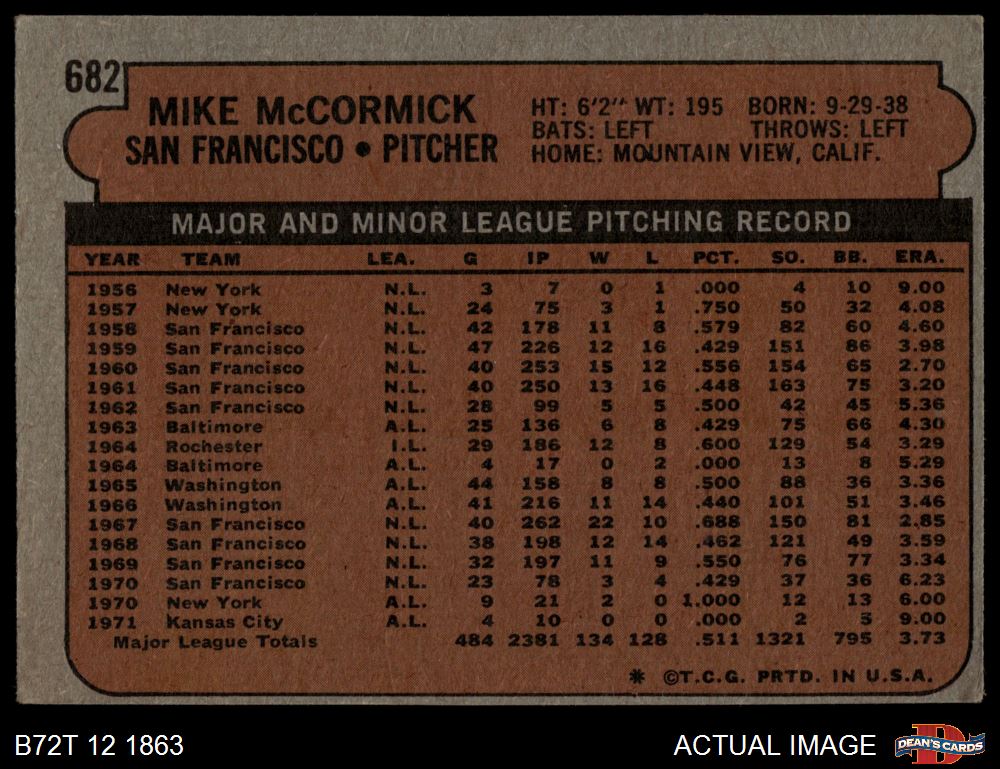 682
MIKE McCORMICK
SAN FRANCISCO • PITCHER
HT: 6'2" WT: 195 BORN: 9-29-38
BATS: LEFT THROWS: LEFT
HOME: MOUNTAIN VIEW, CALIF.
MAJOR AND MINOR LEAGUE PITCHING RECORD
YEAR TEAM LEA. G IP W L PCT. SO. BB. ERA.
1956 New York N.L. 3 7 0 1 .000 4 10 9.00
1957 New York N.L. 24 75 3 1 .750 50 32 4.08
1958 San Francisco N.L. 42 178 11 8 .579 82 60 4.60
1959 San Francisco N.L. 47 226 12 16 .429 151 86 3.98
1960 San Francisco N.L. 40 253 15 12 .556 154 65 2.70
1961 San Francisco N.L. 40 250 13 16 .448 163 75 3.20
1962 San Francisco N.L. 28 99 5 5 .500 42 45 5.36
1963 Baltimore A.L. 25 136 6 8 .429 75 66 4.30
1964 Rochester I.L. 29 186 12 8 .600 129 54 3.29
1964 Baltimore A.L. 4 17 0 2 .000 13 8 5.29
1965 Washington A.L. 44 158 8 8 .500 88 36 3.36
1966 Washington A.L. 41 216 11 14 .440 101 51 3.46
1967 San Francisco N.L. 40 262 22 10 .688 150 81 2.85
1968 San Francisco N.L. 38 198 12 14 .462 121 49 3.59
1969 San Francisco N.L. 32 197 11 9 .550 76 77 3.34
1970 San Francisco N.L. 23 78 3 4 .429 37 36 6.23
1970 New York A.L. 9 21 2 0 1.000 12 13 6.00
1971 Kansas City A.L. 4 10 0 0 .000 2 5 9.00
Major League Totals 484 2381 134 128 .511 1321 795 3.73
* ©T.C.G. PRTD. IN U.S.A.
B72T 12 1863
ACTUAL IMAGE
DEAN'S CARDS